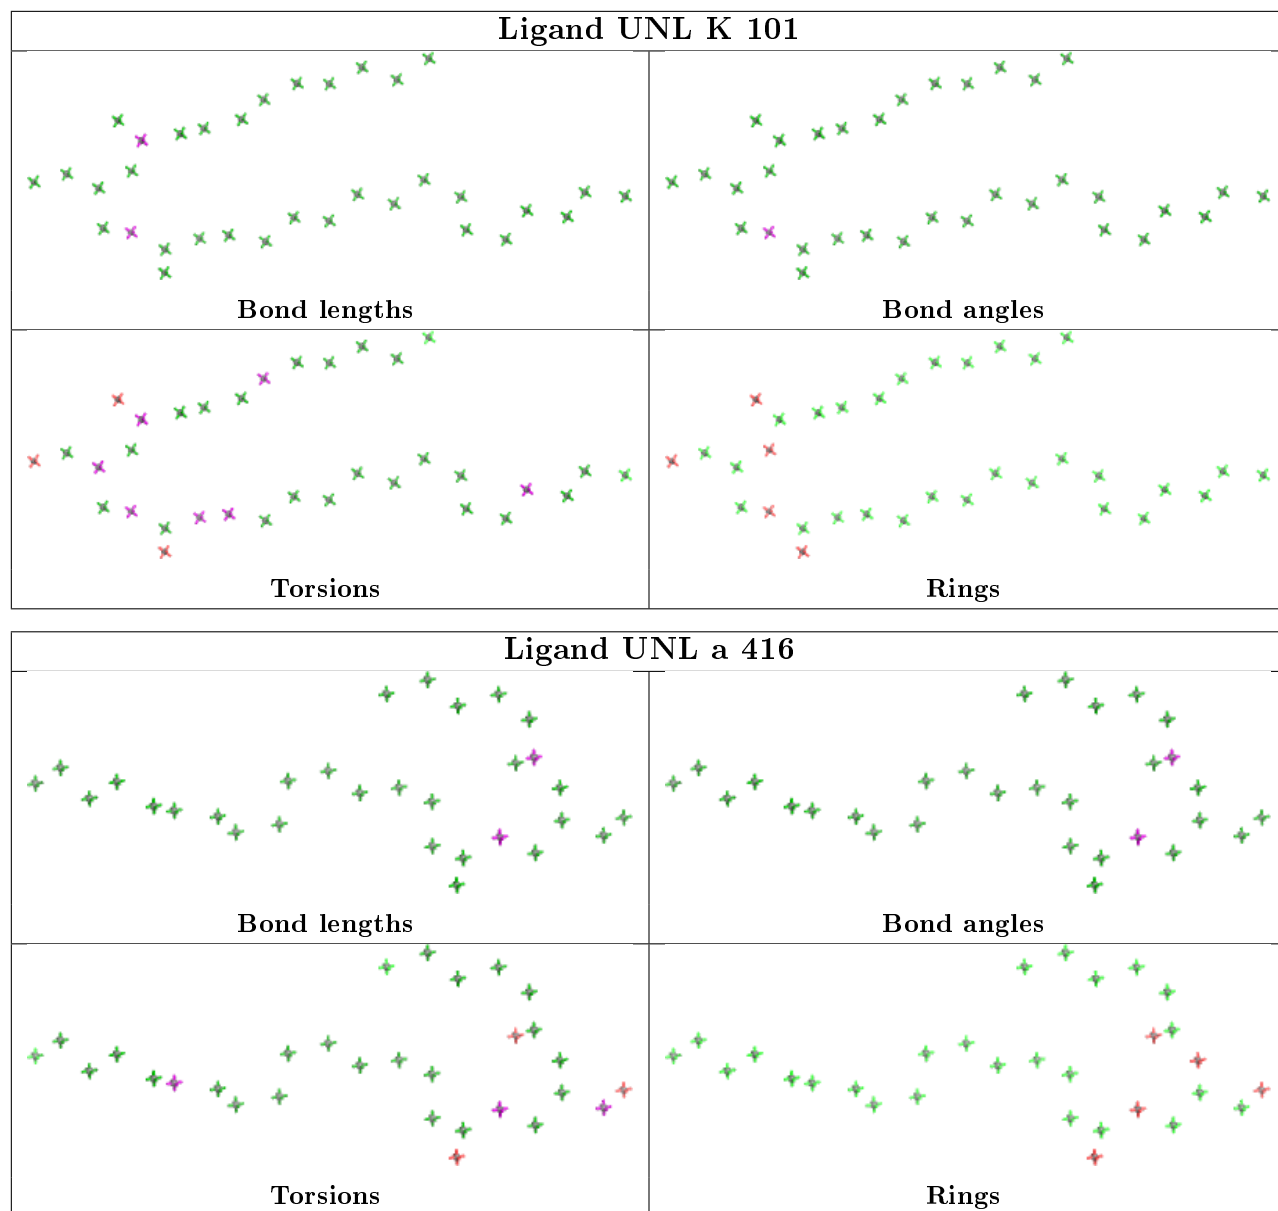 Ligand UNL K 101
Bond lengths
Bond angles
Torsions
Rings
Ligand UNL a 416
Bond lengths
Bond angles
Torsions
Rings